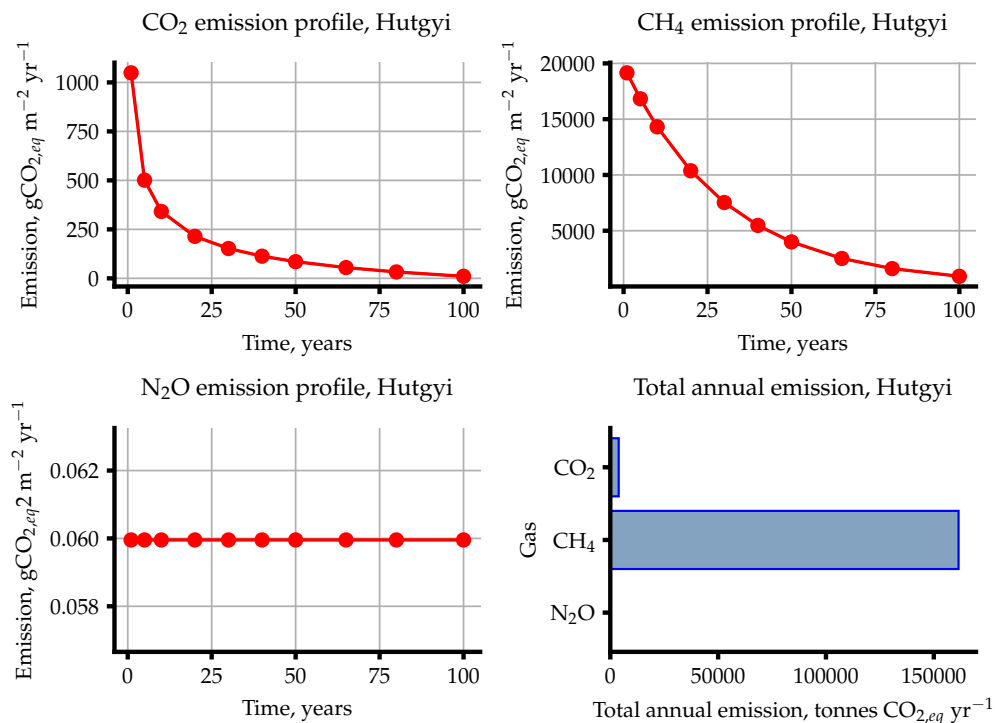 CO₂ emission profile, Hutgyi
Emission, gCO₂,eq m⁻² yr⁻¹
1000
750
500
250
0
0 25 50 75 100
Time, years
CH₄ emission profile, Hutgyi
Emission, gCO₂,eq m⁻² yr⁻¹
20000
15000
10000
5000
0 25 50 75 100
Time, years
N₂O emission profile, Hutgyi
Emission, gCO₂,eq2 m⁻² yr⁻¹
0.062
0.060
0.058
0 25 50 75 100
Time, years
Total annual emission, Hutgyi
Gas
CO₂
CH₄
N₂O
0 50000 100000 150000
Total annual emission, tonnes CO₂,eq yr⁻¹